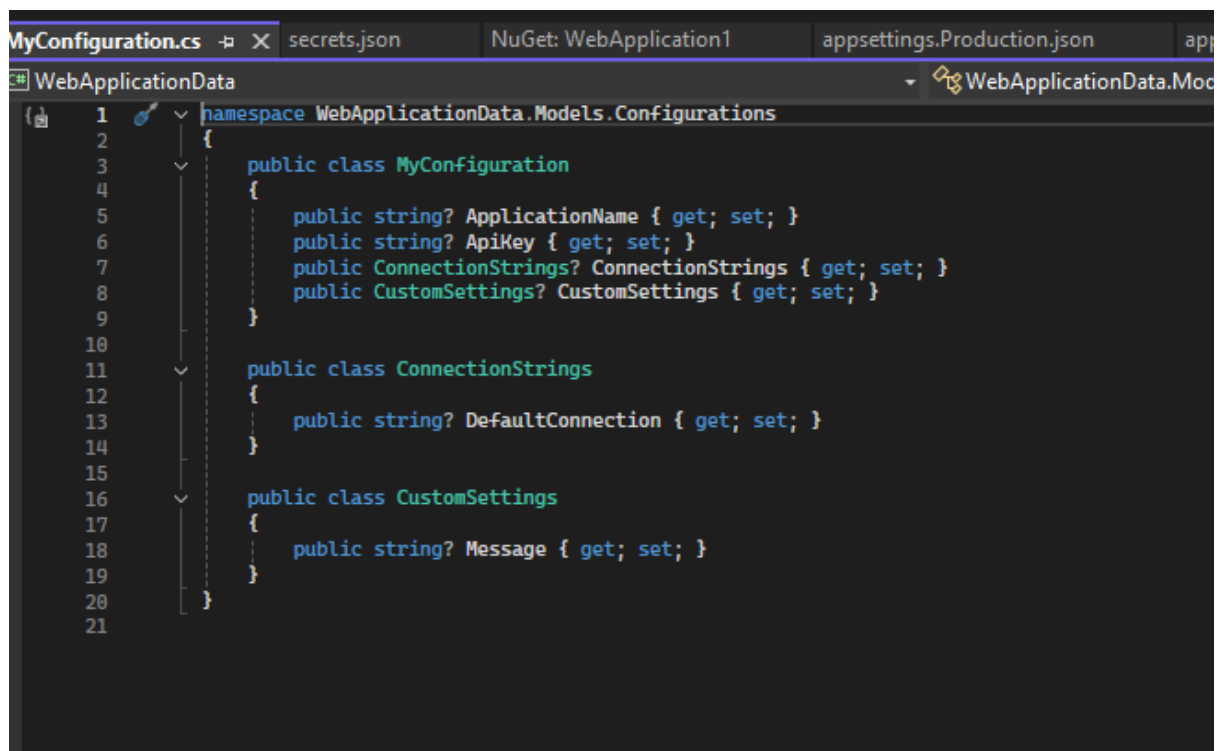 MyConfiguration.cs secrets.json NuGet: WebApplication1 appsettings.Production.json app
C# WebApplicationData WebApplicationData.Mod
1 namespace WebApplicationData.Models.Configurations
2 {
3 public class MyConfiguration
4 {
5 public string? ApplicationName { get; set; }
6 public string? ApiKey { get; set; }
7 public ConnectionStrings? ConnectionStrings { get; set; }
8 public CustomSettings? CustomSettings { get; set; }
9 }
10
11 public class ConnectionStrings
12 {
13 public string? DefaultConnection { get; set; }
14 }
15
16 public class CustomSettings
17 {
18 public string? Message { get; set; }
19 }
20 }
21